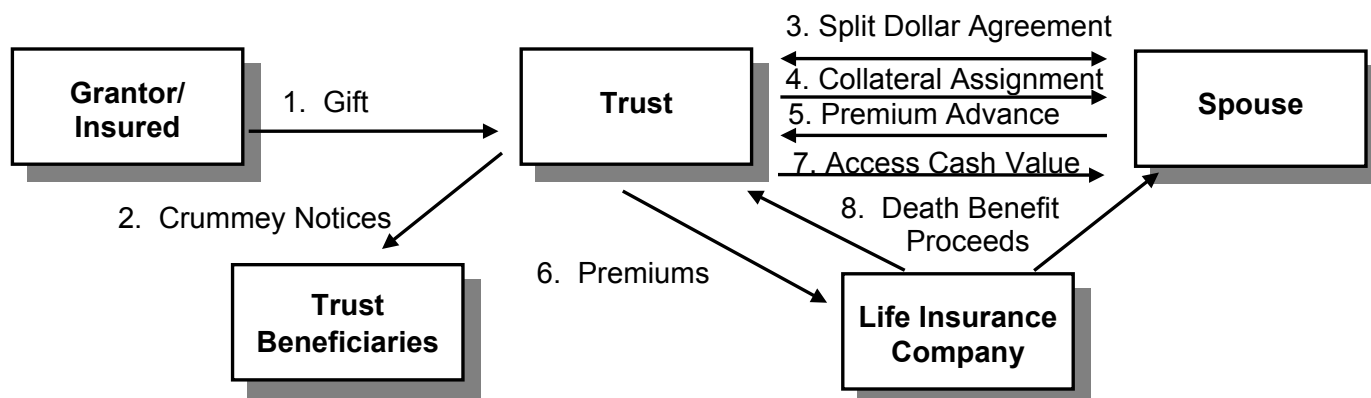 3. Split Dollar Agreement
Grantor/
Insured
1. Gift
Trust
4. Collateral Assignment
5. Premium Advance
7. Access Cash Value
Spouse
2. Crummey Notices
8. Death Benefit
Proceeds
6. Premiums
Trust
Beneficiaries
Life Insurance
Company